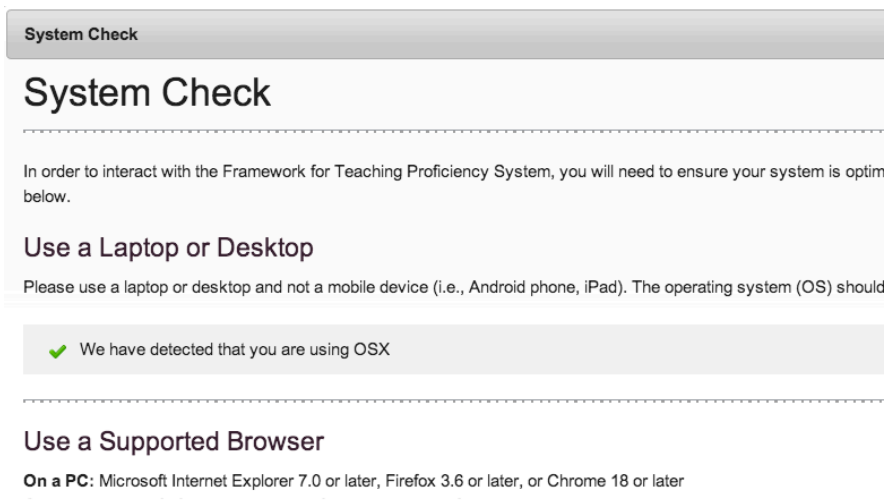 System Check
System Check
In order to interact with the Framework for Teaching Proficiency System, you will need to ensure your system is optim
below.
Use a Laptop or Desktop
Please use a laptop or desktop and not a mobile device (i.e., Android phone, iPad). The operating system (OS) should
We have detected that you are using OSX
Use a Supported Browser
On a PC: Microsoft Internet Explorer 7.0 or later, Firefox 3.6 or later, or Chrome 18 or later